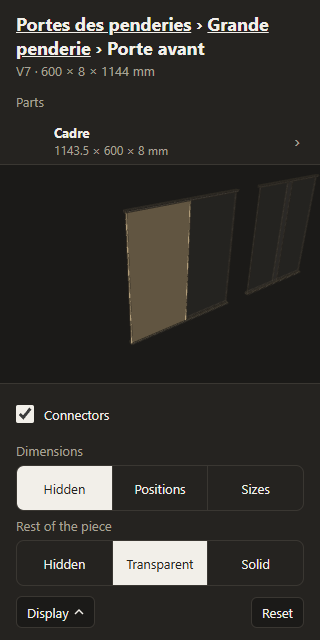 Portes des penderies › Grande
penderie › Porte avant
V7 · 600 × 8 × 1144 mm
Parts
Cadre
1143.5 × 600 × 8 mm
Connectors
Dimensions
Hidden Positions Sizes
Rest of the piece
Hidden Transparent Solid
Display Reset